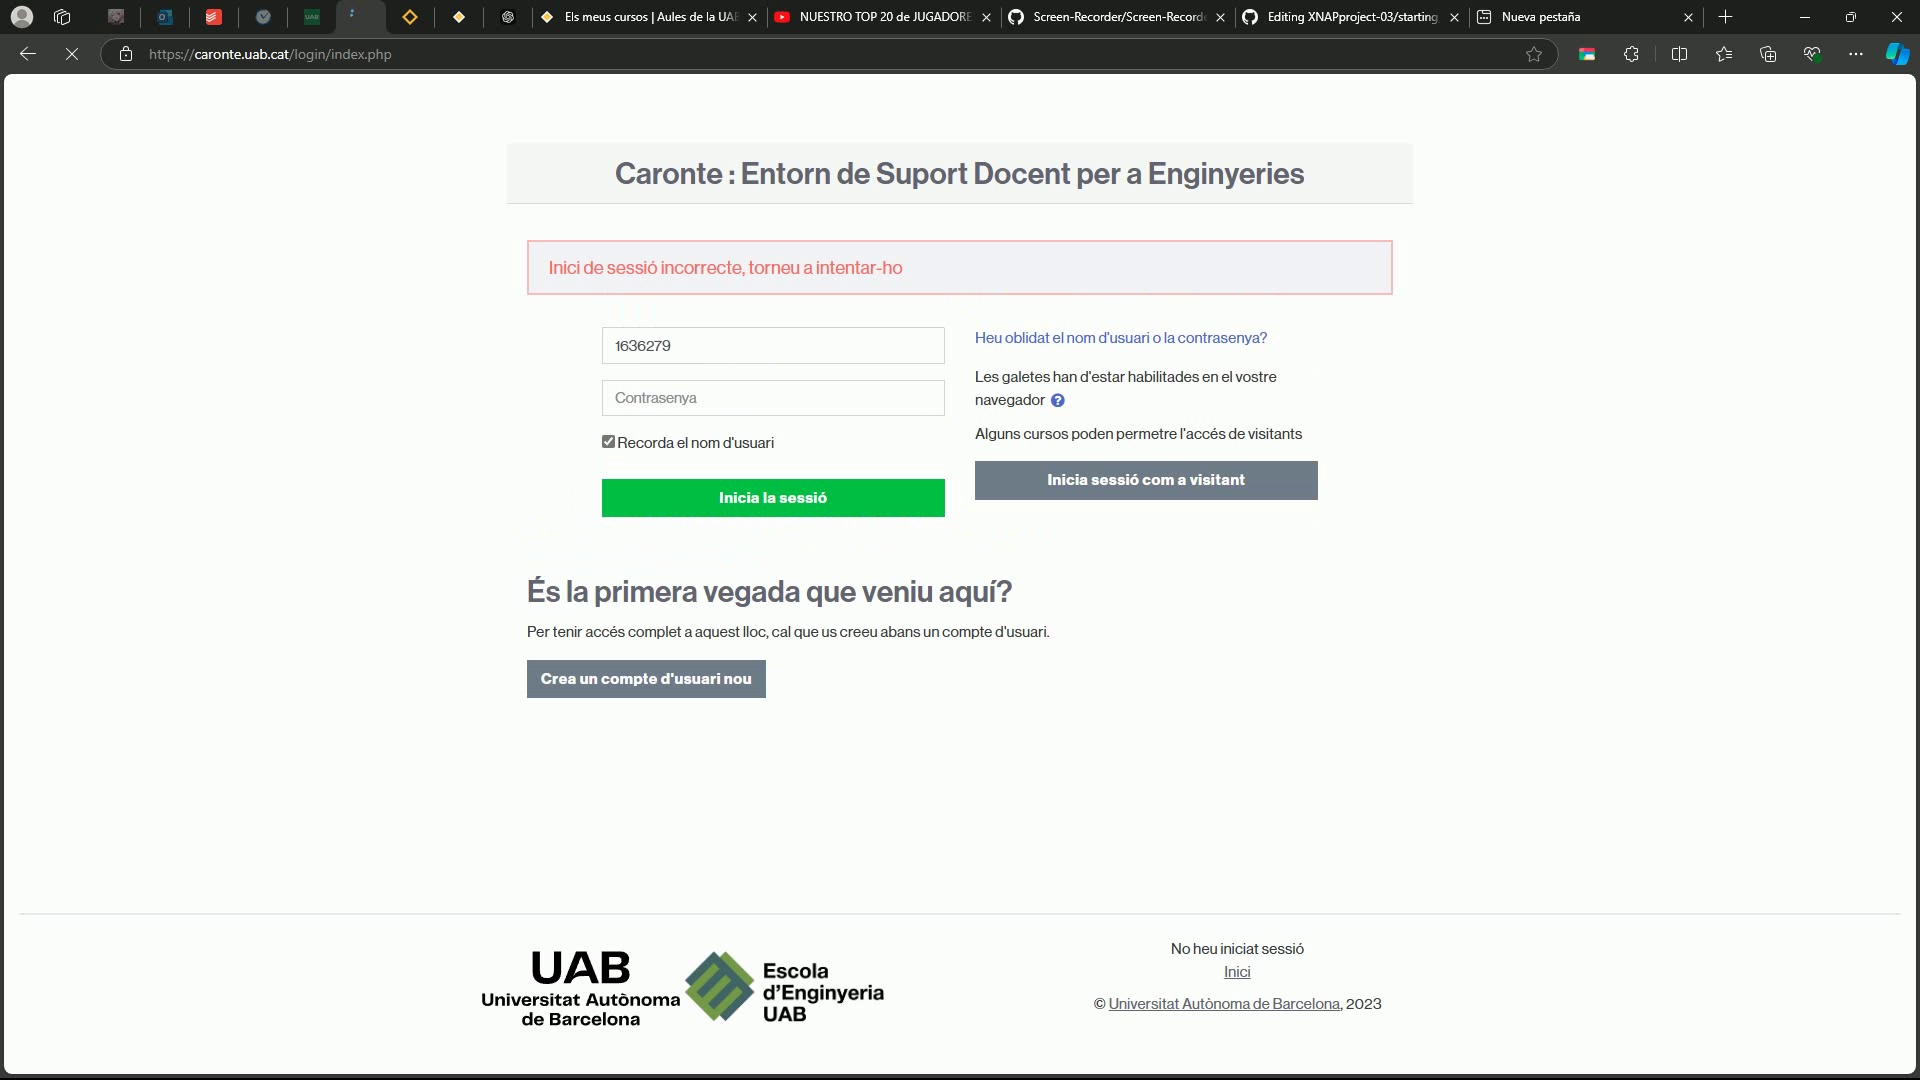 Els meus cursos | Aules de la UAB
NUESTRO TOP 20 de JUGADORE
Screen-Recorder/Screen-Record
Editing XNAPproject-03/starting
Nueva pestaña
https://caronte.uab.cat/login/index.php
Caronte : Entorn de Suport Docent per a Enginyeries
Inici de sessió incorrecte, torneu a intentar-ho
1636279
Contrasenya
Recorda el nom d'usuari
Inicia la sessió
Heu oblidat el nom d'usuari o la contrasenya?
Les galetes han d'estar habilitades en el vostre
navegador
Alguns cursos poden permetre l'accés de visitants
Inicia sessió com a visitant
És la primera vegada que veniu aquí?
Per tenir accés complet a aquest lloc, cal que us creeu abans un compte d'usuari.
Crea un compte d'usuari nou
UAB
Universitat Autònoma
de Barcelona
Escola
d'Enginyeria
UAB
No heu iniciat sessió
Inici
© Universitat Autònoma de Barcelona, 2023